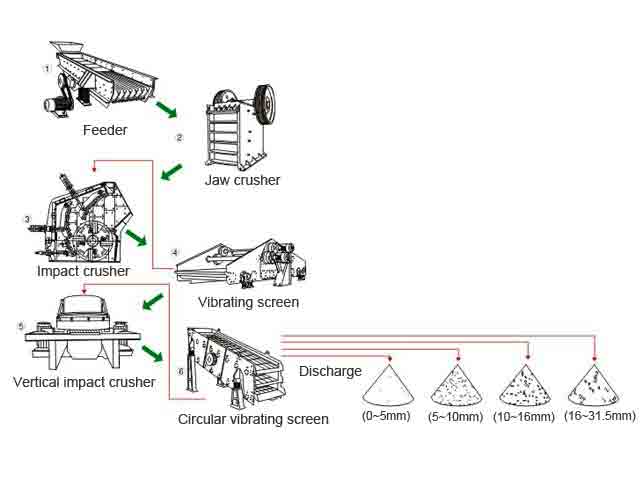 1
Feeder
2
Jaw crusher
3
Impact crusher
4
Vibrating screen
5
Vertical impact crusher
6
Circular vibrating screen
Discharge
(0~5mm) (5~10mm) (10~16mm) (16~31.5mm)